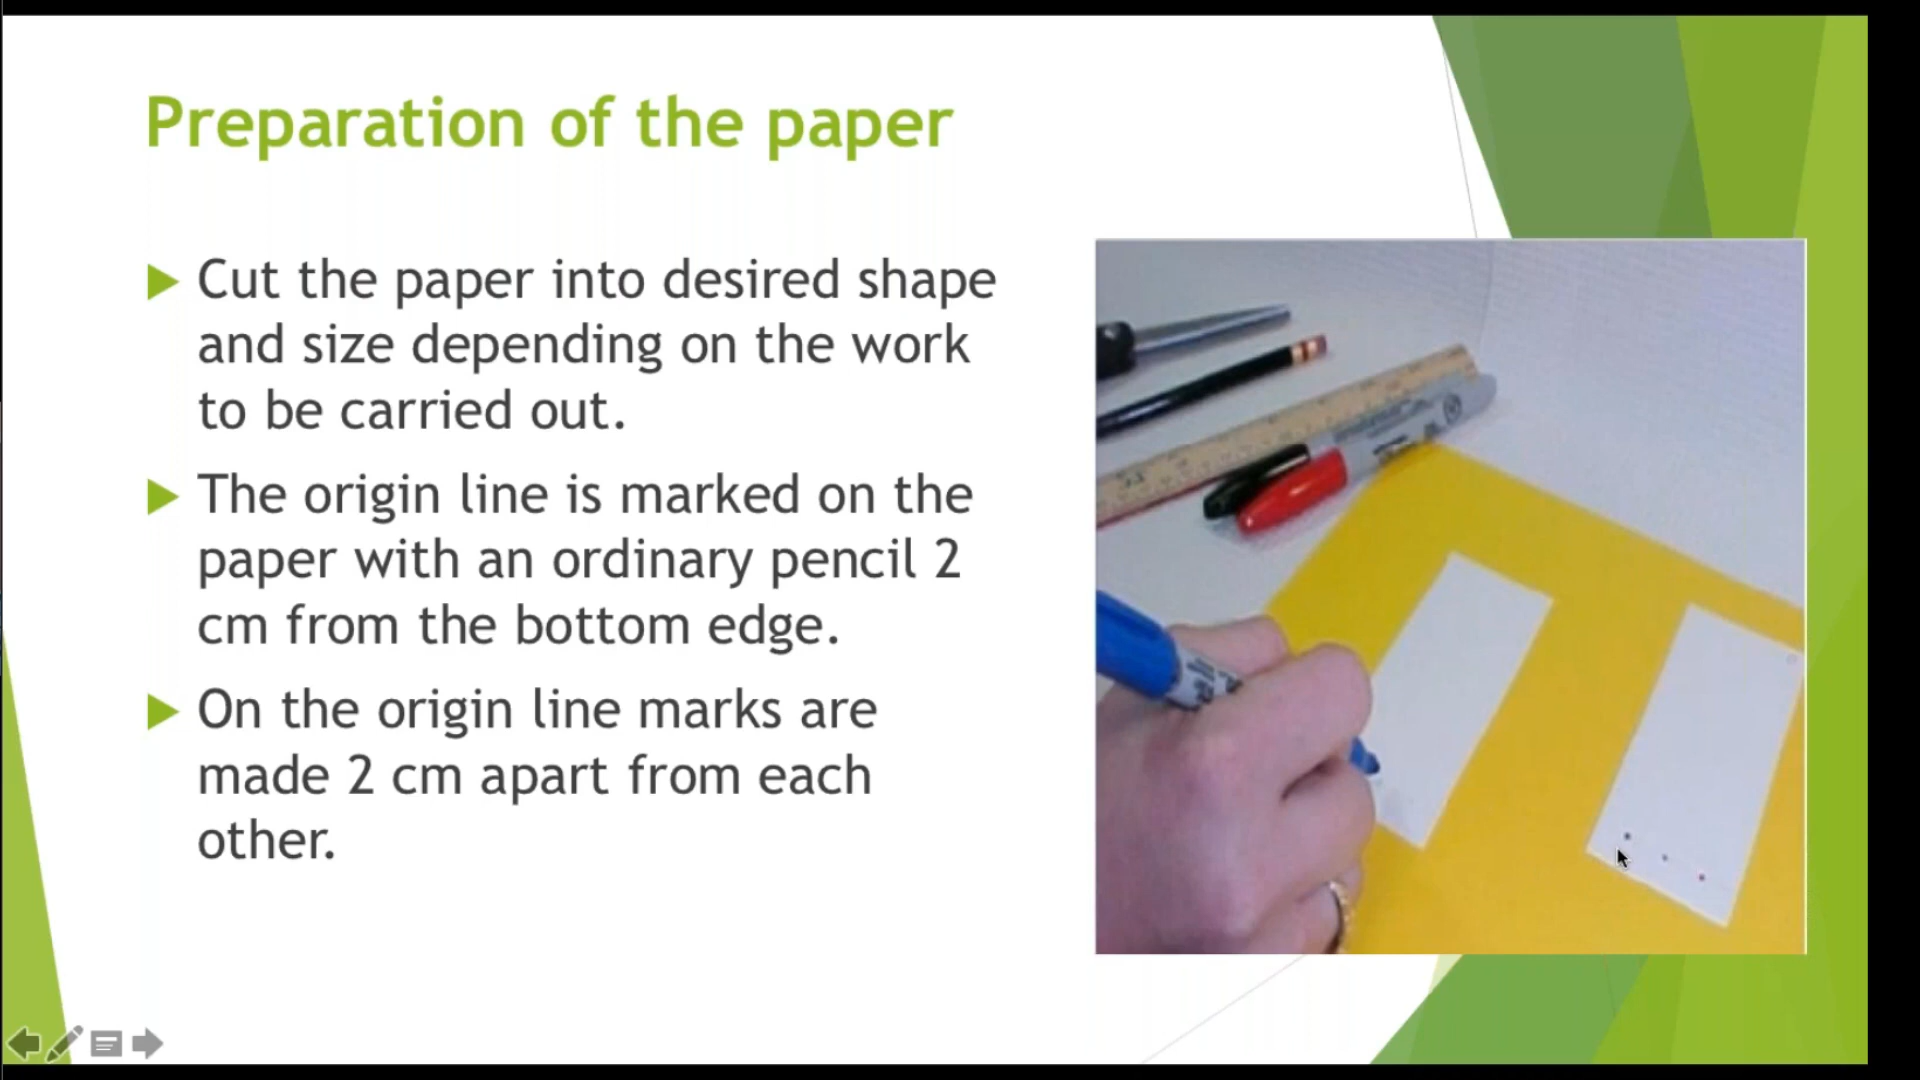 Preparation of the paper
Cut the paper into desired shape
and size depending on the work
to be carried out.
The origin line is marked on the
paper with an ordinary pencil 2
cm from the bottom edge.
On the origin line marks are
made 2 cm apart from each
other.